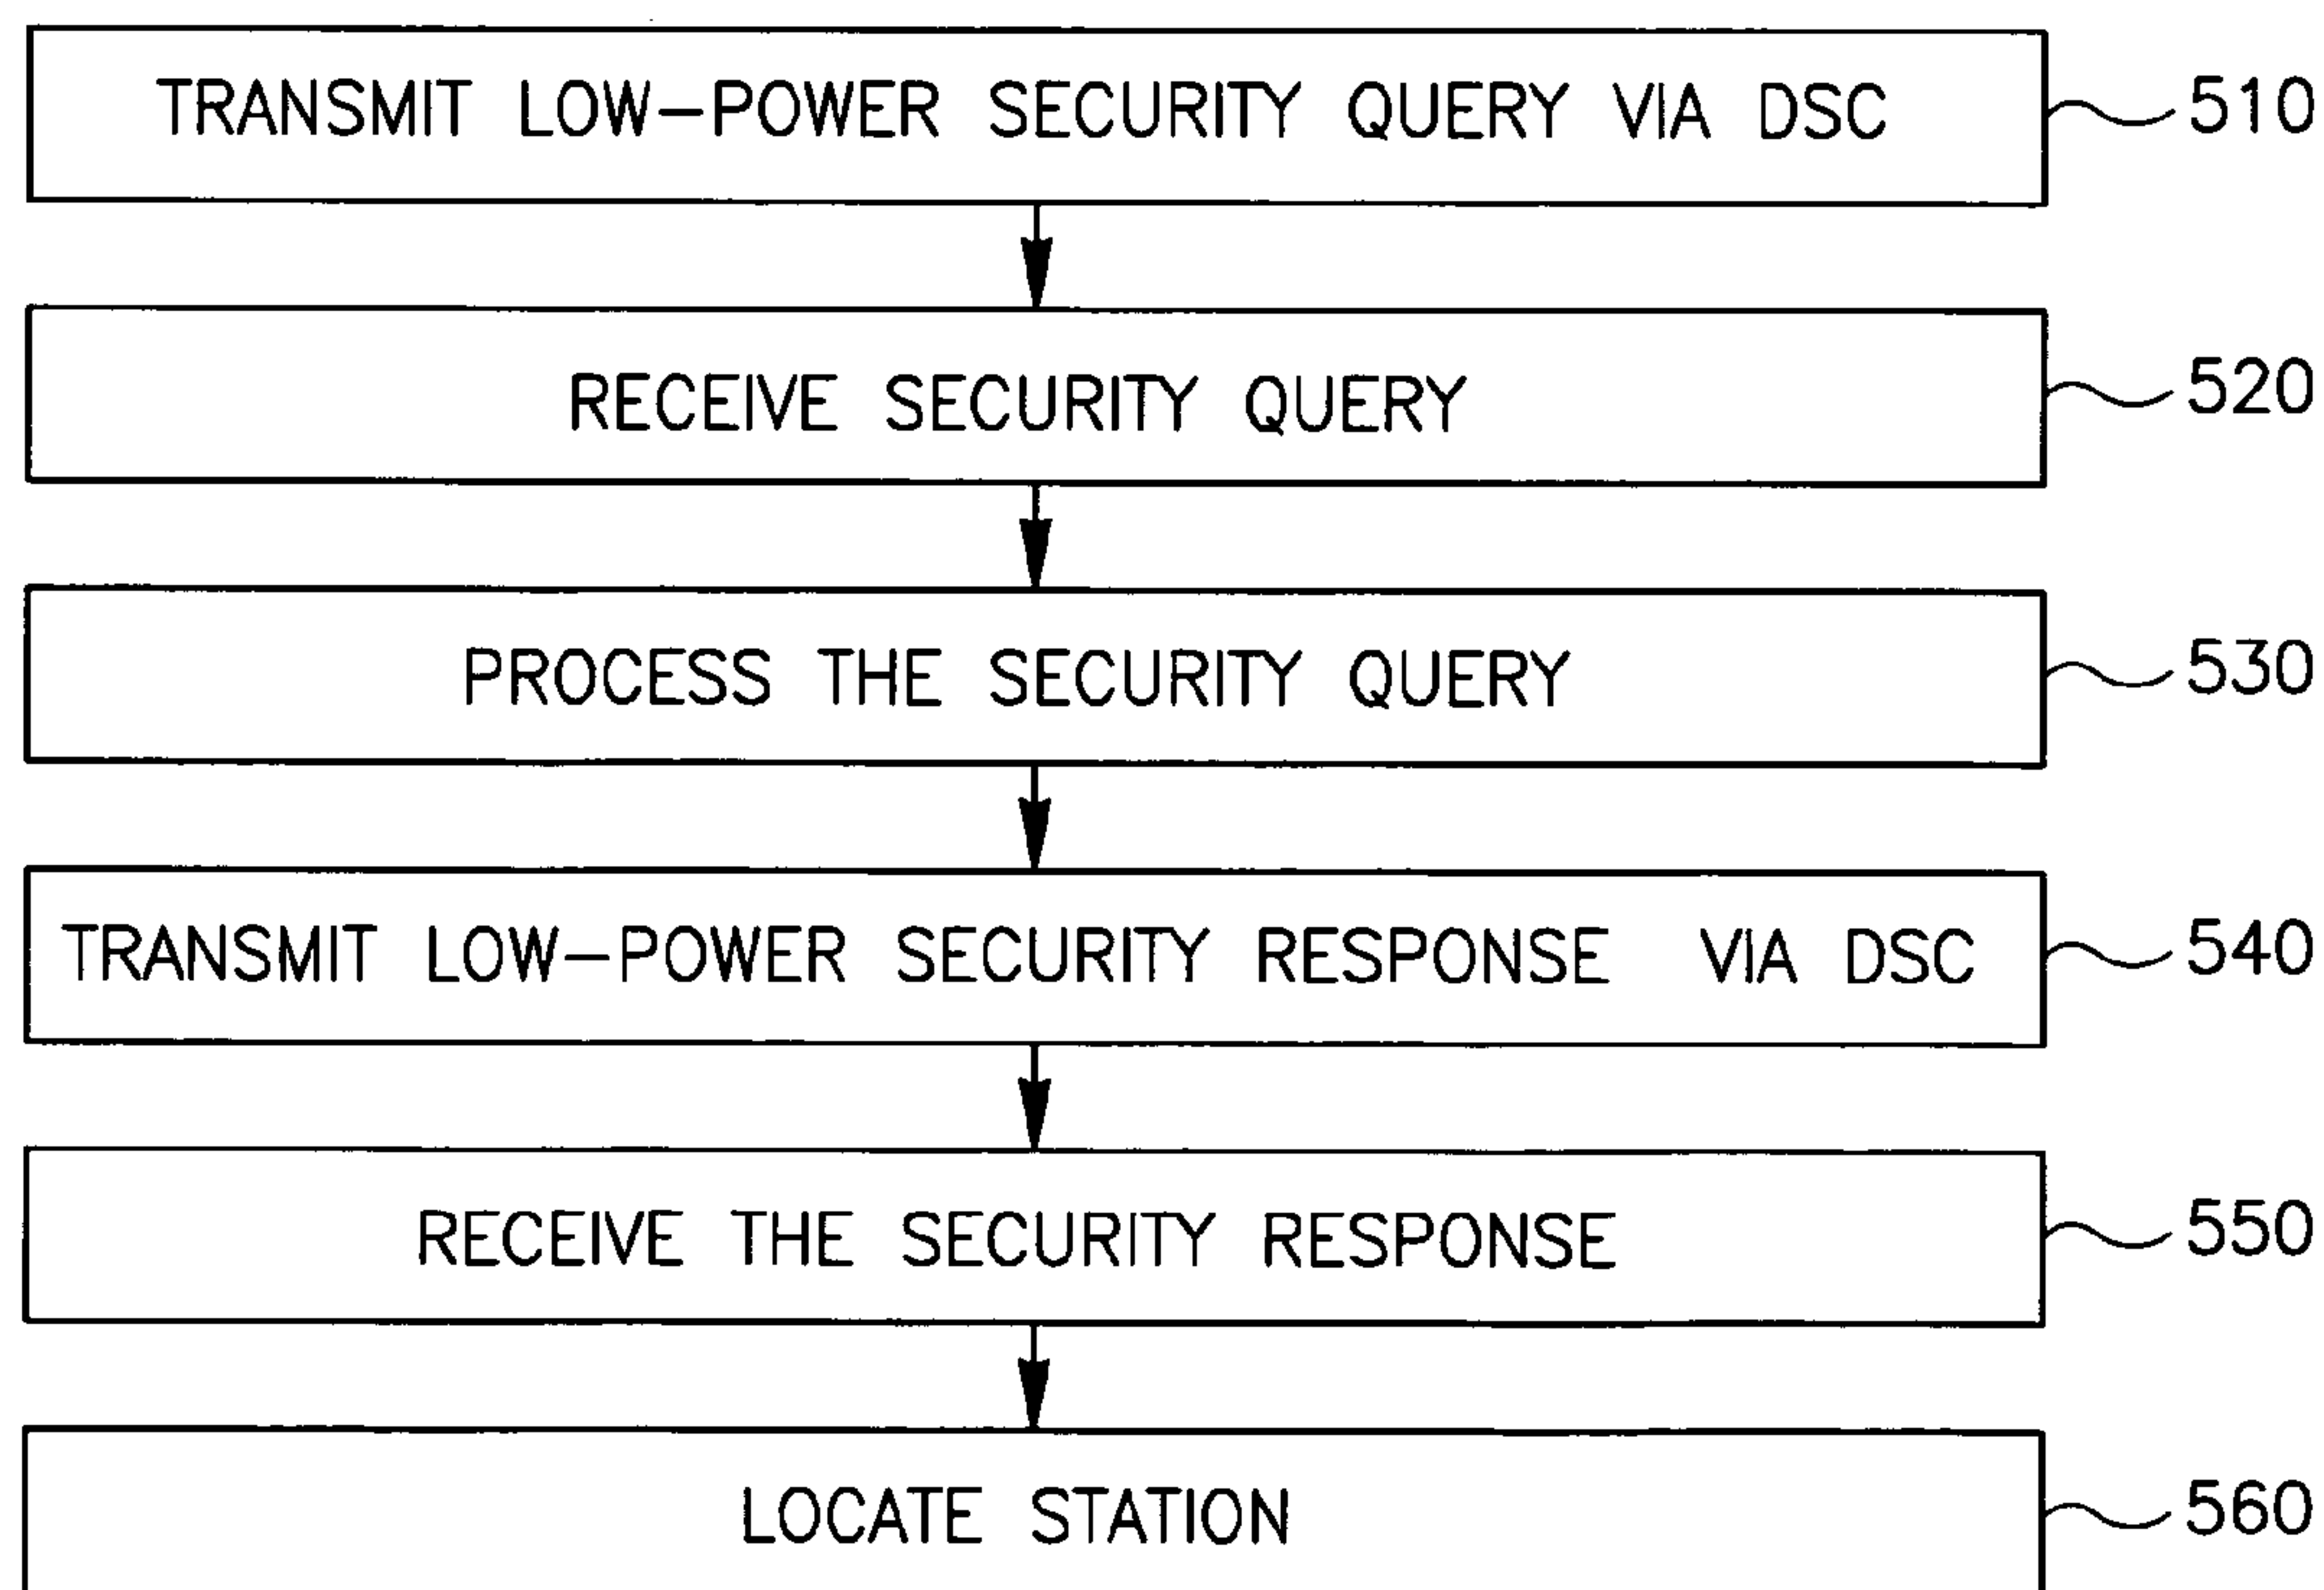 TRANSMIT LOW-POWER SECURITY QUERY VIA DSC 510
RECEIVE SECURITY QUERY 520
PROCESS THE SECURITY QUERY 530
TRANSMIT LOW-POWER SECURITY RESPONSE VIA DSC 540
RECEIVE THE SECURITY RESPONSE 550
LOCATE STATION 560